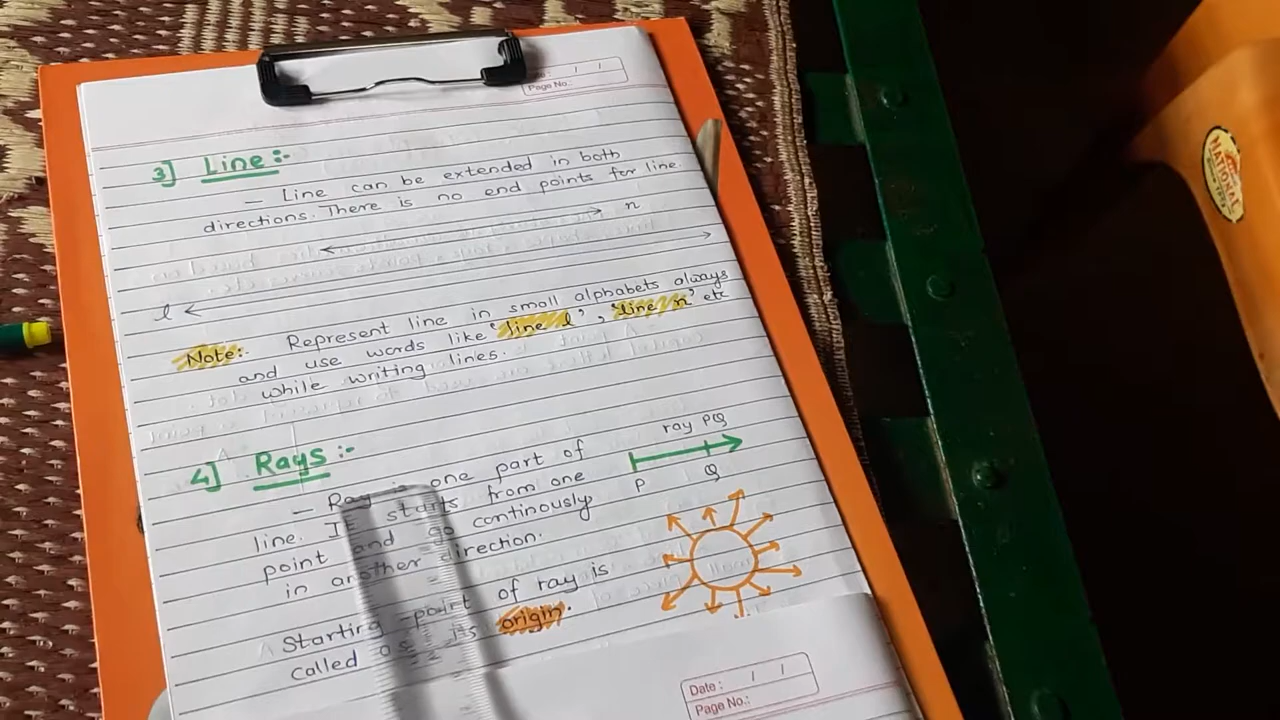 Date: / /
Page No.:
3] Line:-
- Line can be extended in both
directions. There is no end points for line.
n
l
Note:- Represent line in small alphabets always
and use words like 'line l', 'line n' etc
while writing lines.
4] Rays:-
- Ray is one part of
line. It starts from one
point and go continously
in another direction.
Starting point of ray is
called as it's origin.
ray PQ
P Q
Date: / /
Page No.:
NATIONAL